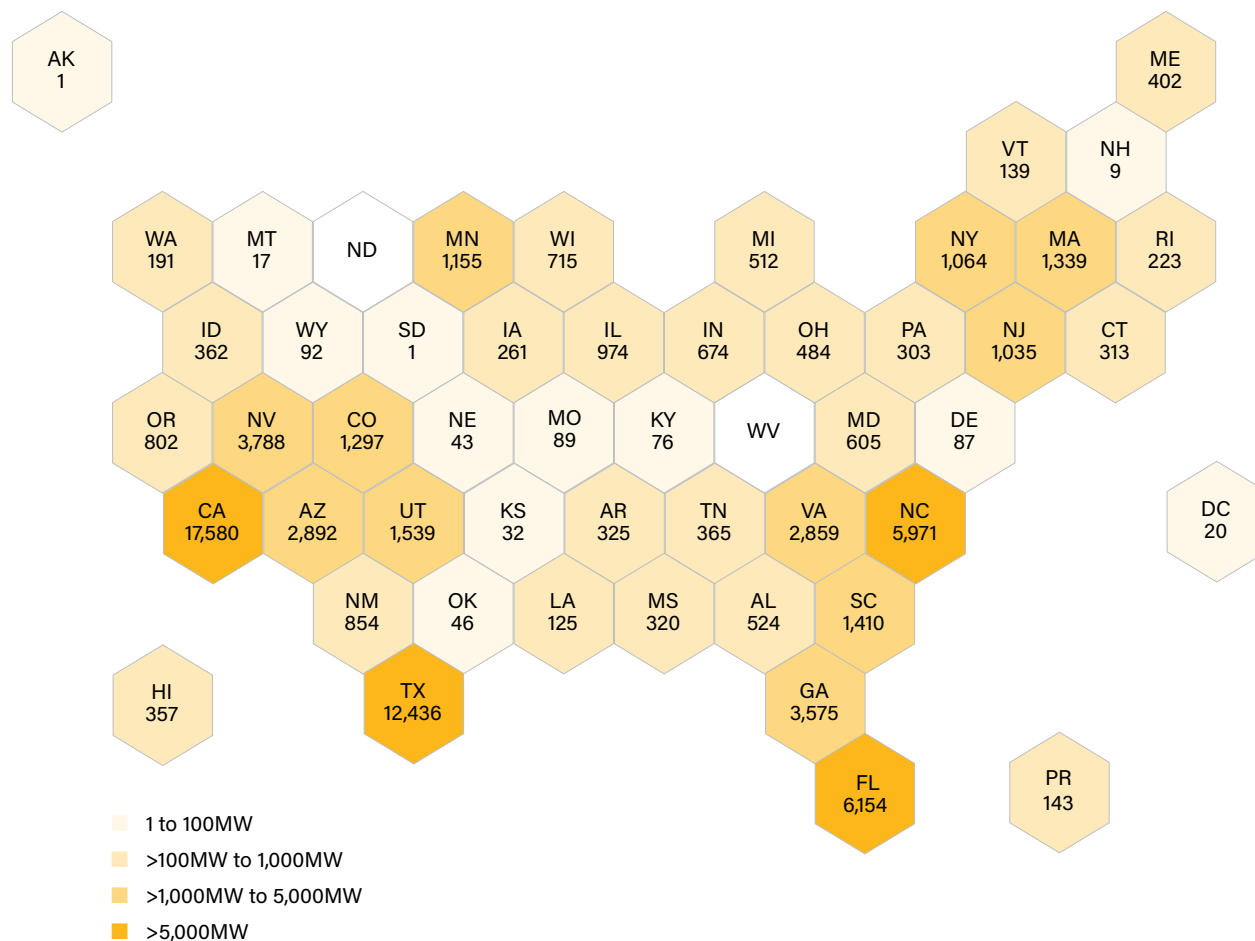 AK
1
ME
402
VT
139
NH
9
WA
191
MT
17
ND
MN
1,155
WI
715
MI
512
NY
1,064
MA
1,339
RI
223
ID
362
WY
92
SD
1
IA
261
IL
974
IN
674
OH
484
PA
303
NJ
1,035
CT
313
OR
802
NV
3,788
CO
1,297
NE
43
MO
89
KY
76
WV
MD
605
DE
87
CA
17,580
AZ
2,892
UT
1,539
KS
32
AR
325
TN
365
VA
2,859
NC
5,971
DC
20
NM
854
OK
46
LA
125
MS
320
AL
524
SC
1,410
HI
357
TX
12,436
GA
3,575
FL
6,154
PR
143
1 to 100MW
>100MW to 1,000MW
>1,000MW to 5,000MW
>5,000MW